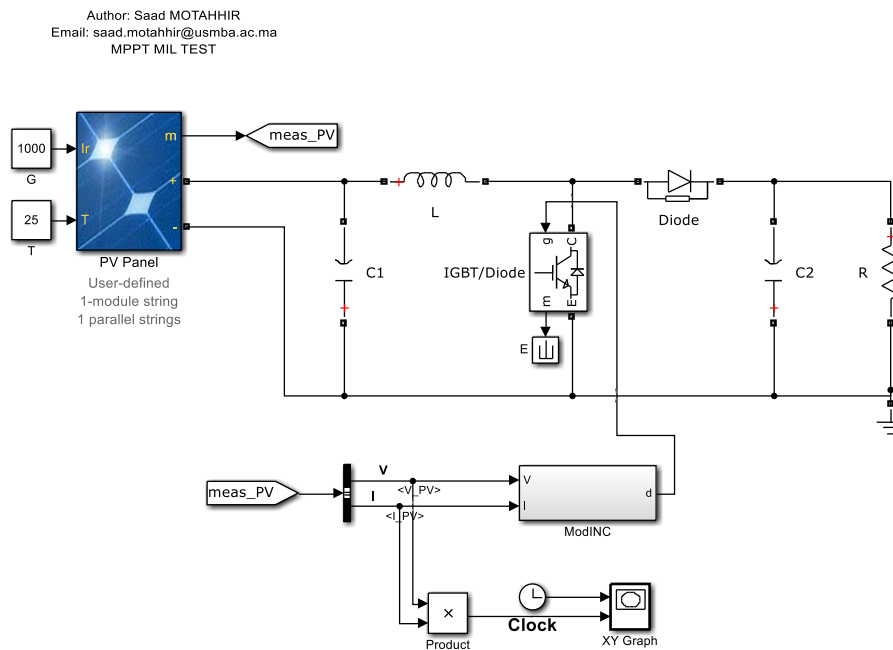 Author: Saad MOTAHHIR
Email: saad.motahhir@usmba.ac.ma
MPPT MIL TEST
1000
G
25
T
Ir
T
m
+
-
PV Panel
User-defined
1-module string
1 parallel strings
meas_PV
C1
L
IGBT/Diode
g
C
m
E
E
Diode
C2
R
meas_PV
V
<V_PV>
I
<I_PV>
V
I
d
ModINC
×
Product
Clock
XY Graph